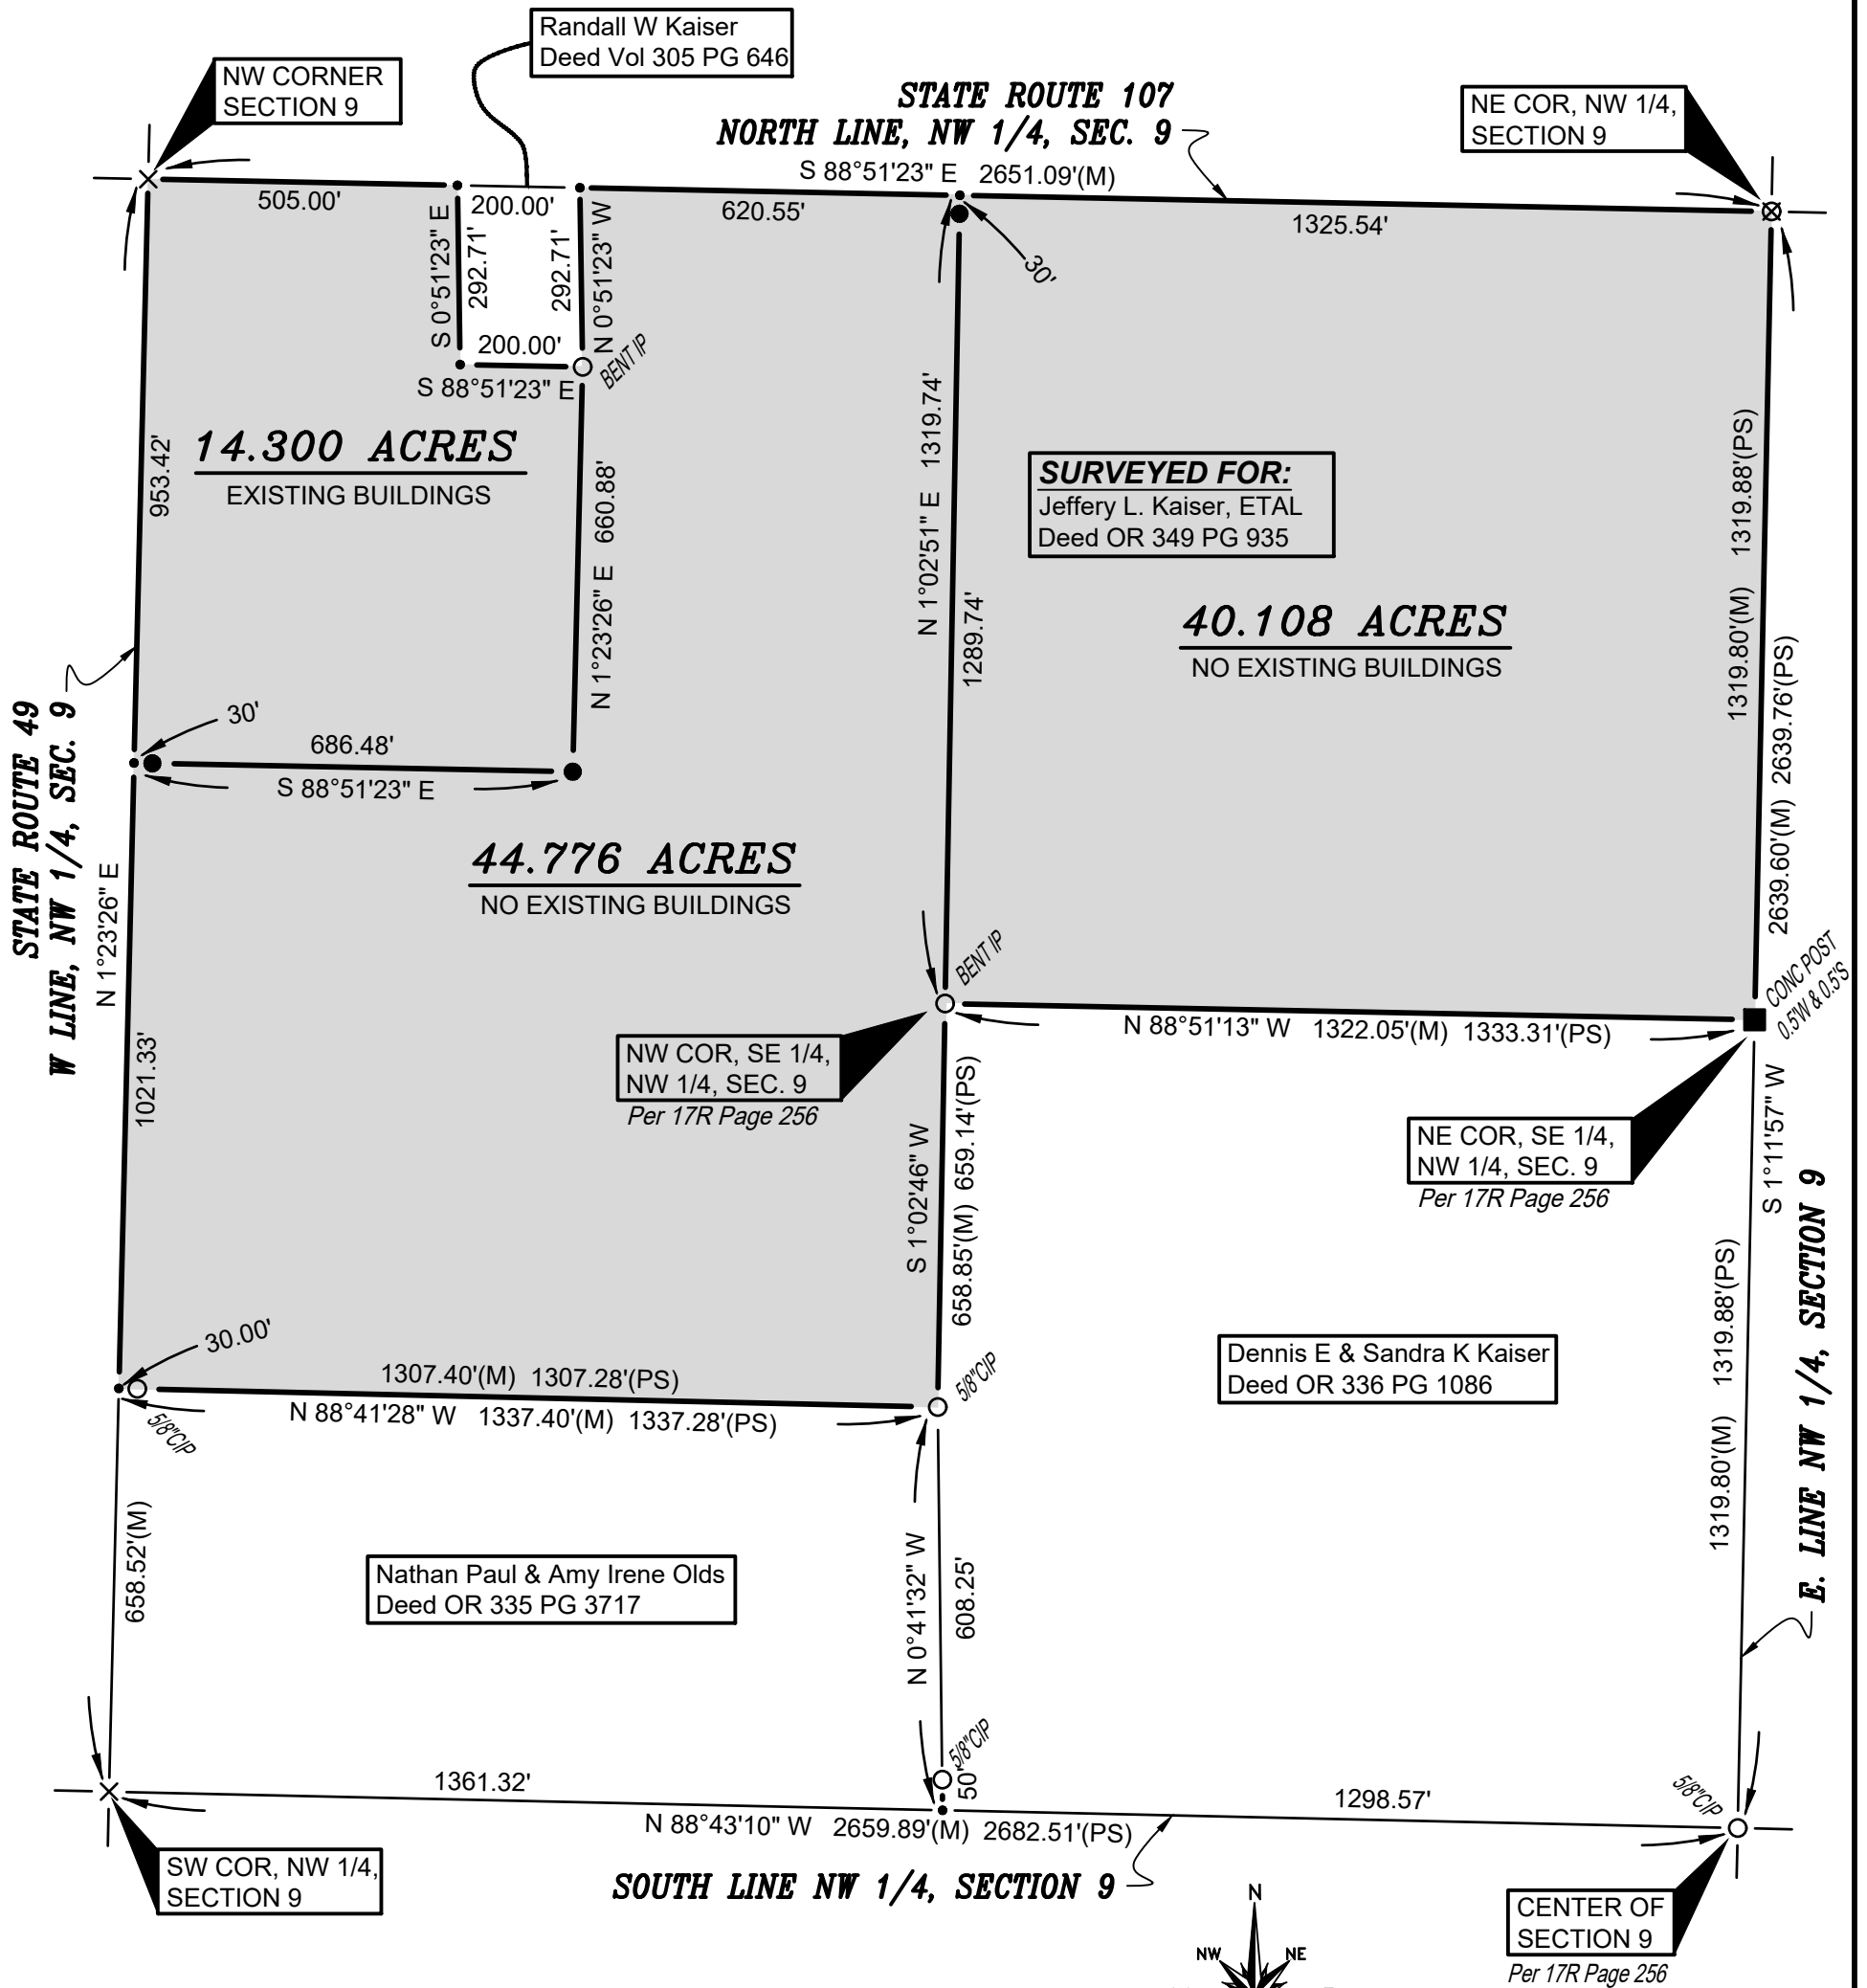 Randall W Kaiser
Deed Vol 305 PG 646
NW CORNER
SECTION 9
STATE ROUTE 107
NORTH LINE, NW 1/4, SEC. 9
NE COR, NW 1/4,
SECTION 9
S 88°51'23" E 2651.09'(M)
505.00'
200.00'
620.55'
1325.54'
S 0°51'23" E
292.71'
292.71'
N 0°51'23" W
30'
200.00'
BENT IP
S 88°51'23" E
14.300 ACRES
EXISTING BUILDINGS
953.42'
N 1°23'26" E 660.88'
N 1°02'51" E 1319.74'
1289.74'
SURVEYED FOR:
Jeffery L. Kaiser, ETAL
Deed OR 349 PG 935
40.108 ACRES
NO EXISTING BUILDINGS
1319.80'(M) 1319.88'(PS)
2639.60'(M) 2639.76'(PS)
STATE ROUTE 49
W LINE, NW 1/4, SEC. 9
30'
686.48'
S 88°51'23" E
44.776 ACRES
NO EXISTING BUILDINGS
N 1°23'26" E
1021.33'
BENT IP
CONC POST
0.5'W & 0.5'S
N 88°51'13" W 1322.05'(M) 1333.31'(PS)
NW COR, SE 1/4,
NW 1/4, SEC. 9
Per 17R Page 256
NE COR, SE 1/4,
NW 1/4, SEC. 9
Per 17R Page 256
S 1°02'46" W
658.85'(M) 659.14'(PS)
S 1°11'57" W
E. LINE NW 1/4, SECTION 9
1319.80'(M) 1319.88'(PS)
30.00'
1307.40'(M) 1307.28'(PS)
N 88°41'28" W 1337.40'(M) 1337.28'(PS)
5/8"CIP
5/8"CIP
Dennis E & Sandra K Kaiser
Deed OR 336 PG 1086
658.52'(M)
Nathan Paul & Amy Irene Olds
Deed OR 335 PG 3717
N 0°41'32" W
608.25'
5/8"CIP
50'
5/8"CIP
1361.32'
1298.57'
N 88°43'10" W 2659.89'(M) 2682.51'(PS)
SOUTH LINE NW 1/4, SECTION 9
SW COR, NW 1/4,
SECTION 9
CENTER OF
SECTION 9
Per 17R Page 256
N
NW NE